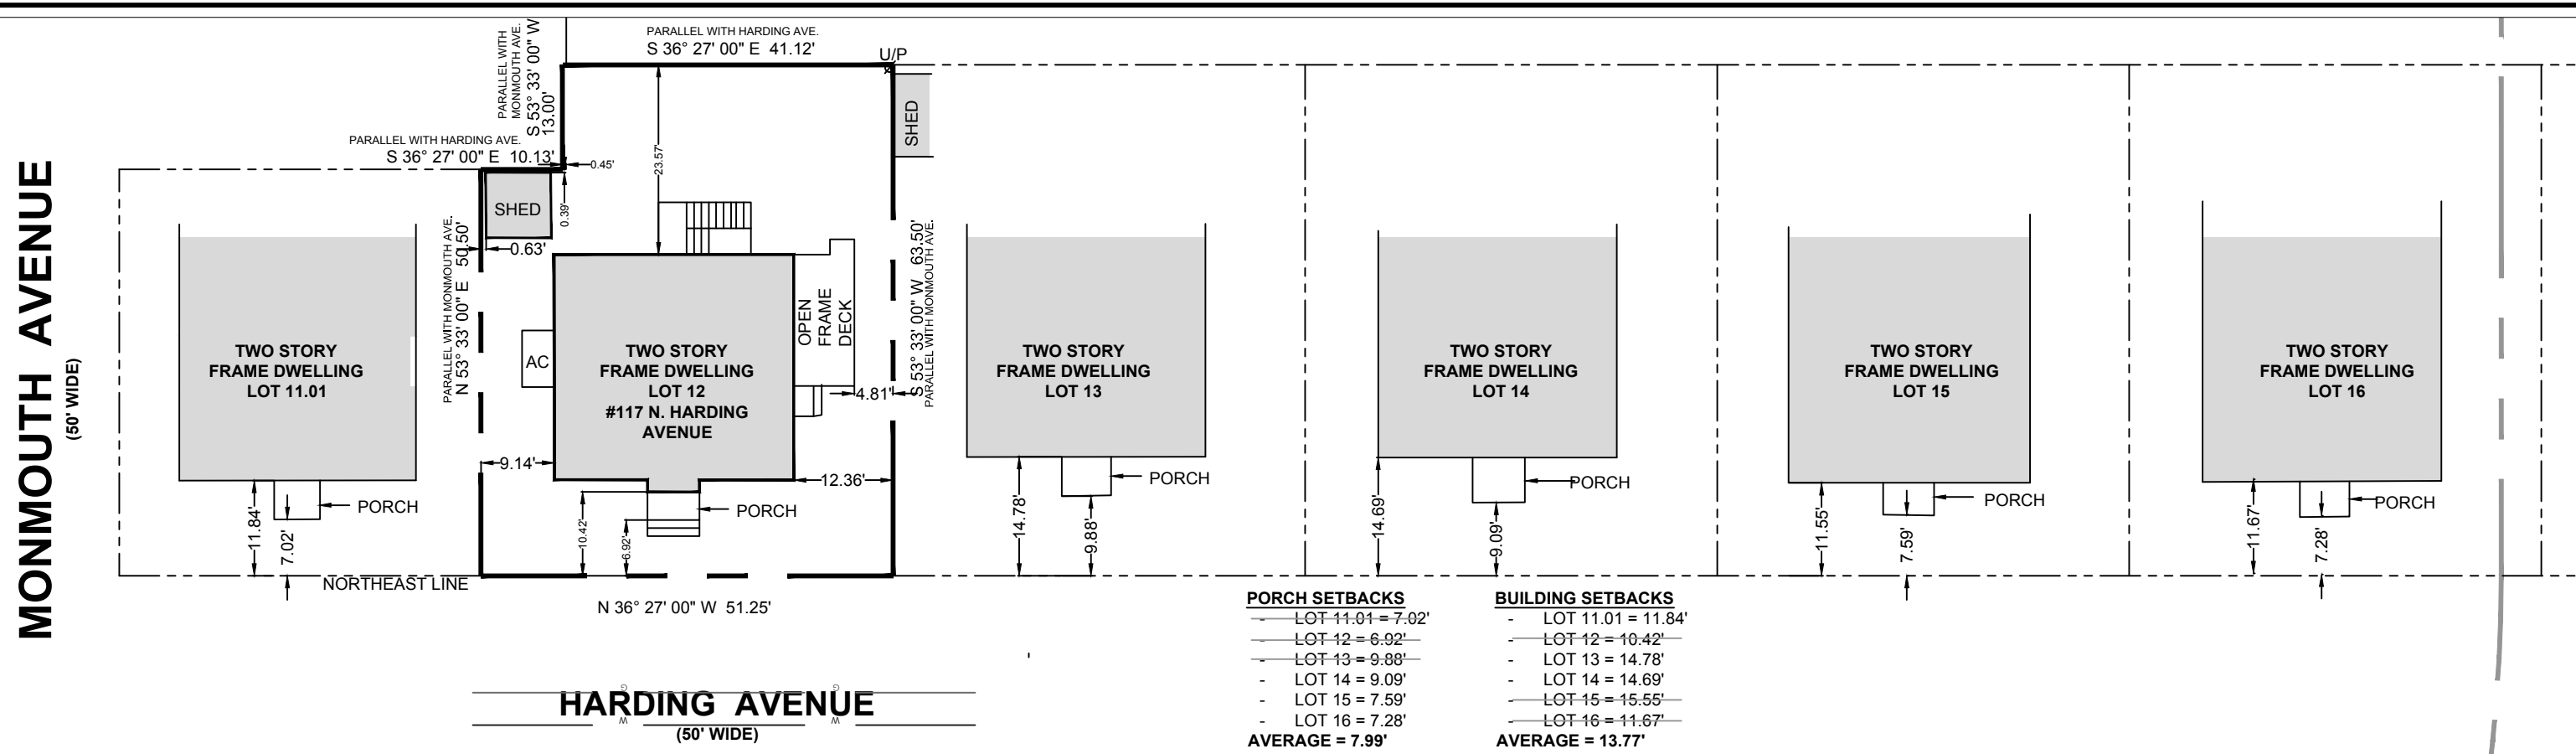 MONMOUTH AVENUE
(50' WIDE)
PARALLEL WITH HARDING AVE.
S 36° 27' 00" E 41.12'
U/P
PARALLEL WITH
MONMOUTH AVE.
S 53° 33' 00" W
13.00'
PARALLEL WITH HARDING AVE.
S 36° 27' 00" E 10.13'
0.45'
0.39'
23.57'
SHED
0.63'
SHED
PARALLEL WITH MONMOUTH AVE.
N 53° 33' 00" E 50.50'
S 53° 33' 00" W 63.50'
PARALLEL WITH MONMOUTH AVE.
TWO STORY
FRAME DWELLING
LOT 11.01
AC
TWO STORY
FRAME DWELLING
LOT 12
#117 N. HARDING
AVENUE
OPEN
FRAME
DECK
4.81'
TWO STORY
FRAME DWELLING
LOT 13
TWO STORY
FRAME DWELLING
LOT 14
TWO STORY
FRAME DWELLING
LOT 15
TWO STORY
FRAME DWELLING
LOT 16
9.14'
12.36'
11.84'
7.02'
PORCH
10.42'
6.92'
PORCH
14.78'
9.88'
PORCH
14.69'
9.09'
PORCH
11.55'
7.59'
PORCH
11.67'
7.28'
PORCH
NORTHEAST LINE
N 36° 27' 00" W 51.25'
PORCH SETBACKS
- LOT 11.01 = 7.02'
- LOT 12 = 6.92'
- LOT 13 = 9.88'
- LOT 14 = 9.09'
- LOT 15 = 7.59'
- LOT 16 = 7.28'
AVERAGE = 7.99'
BUILDING SETBACKS
- LOT 11.01 = 11.84'
- LOT 12 = 10.42'
- LOT 13 = 14.78'
- LOT 14 = 14.69'
- LOT 15 = 15.55'
- LOT 16 = 11.67'
AVERAGE = 13.77'
G G
HARDING AVENUE
W W
(50' WIDE)